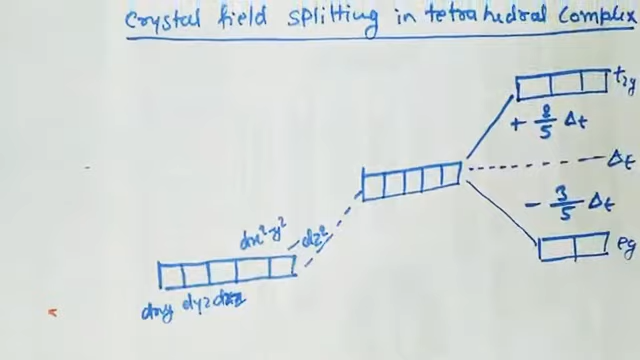 Crystal field splitting in tetrahedral complex
t2g
+ 2/5 Δt
Δt
- 3/5 Δt
eg
dx²-y²
dz²
dxy dyz dxz